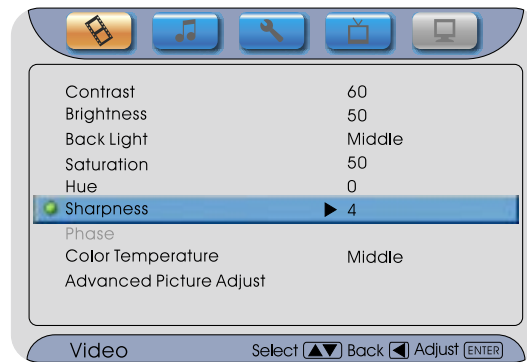 Contrast 60
Brightness 50
Back Light Middle
Saturation 50
Hue 0
Sharpness ▶ 4
Phase
Color Temperature Middle
Advanced Picture Adjust
Video Select ▲▼ Back ◀ Adjust ENTER